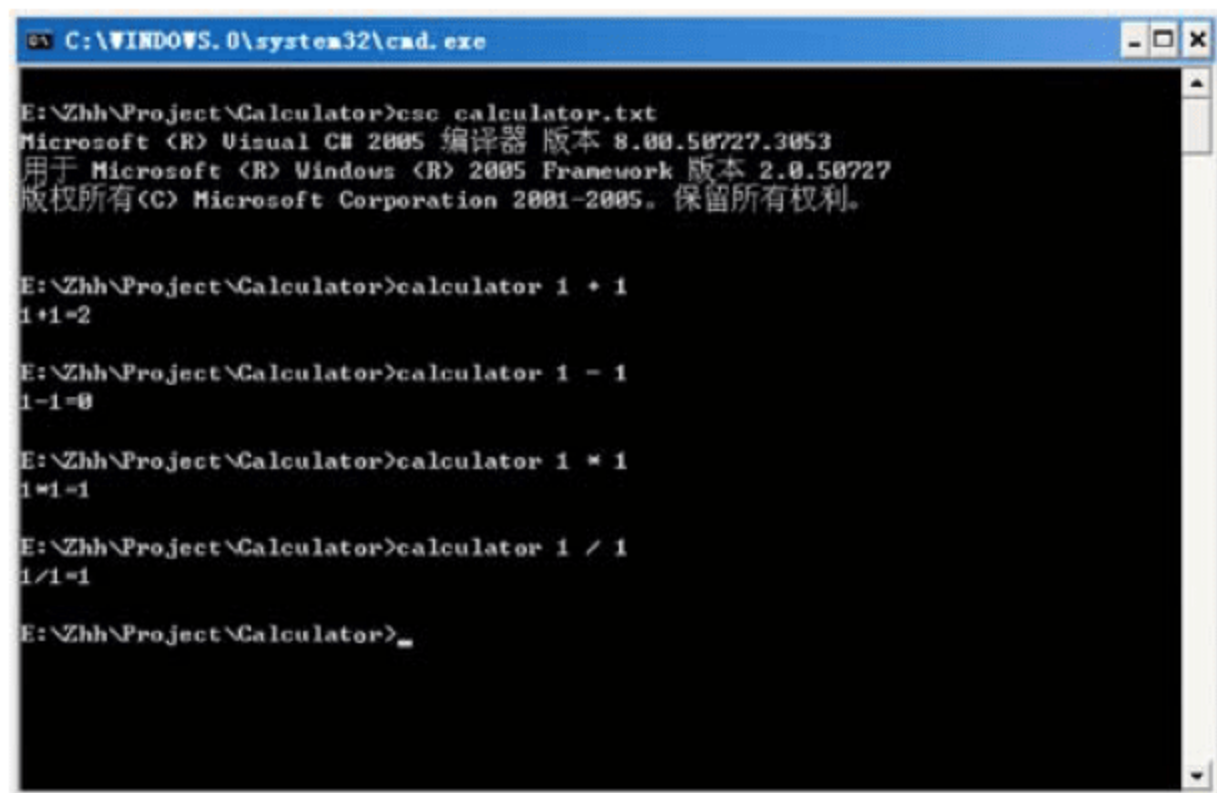 C:\WINDOWS.0\system32\cmd.exe
E:\Zhh\Project\Calculator>csc calculator.txt
Microsoft (R) Visual C# 2005 编译器 版本 8.00.50727.3053
用于 Microsoft (R) Windows (R) 2005 Framework 版本 2.0.50727
版权所有(C) Microsoft Corporation 2001-2005。保留所有权利。
E:\Zhh\Project\Calculator>calculator 1 + 1
1+1=2
E:\Zhh\Project\Calculator>calculator 1 - 1
1-1=0
E:\Zhh\Project\Calculator>calculator 1 * 1
1*1=1
E:\Zhh\Project\Calculator>calculator 1 / 1
1/1=1
E:\Zhh\Project\Calculator>_